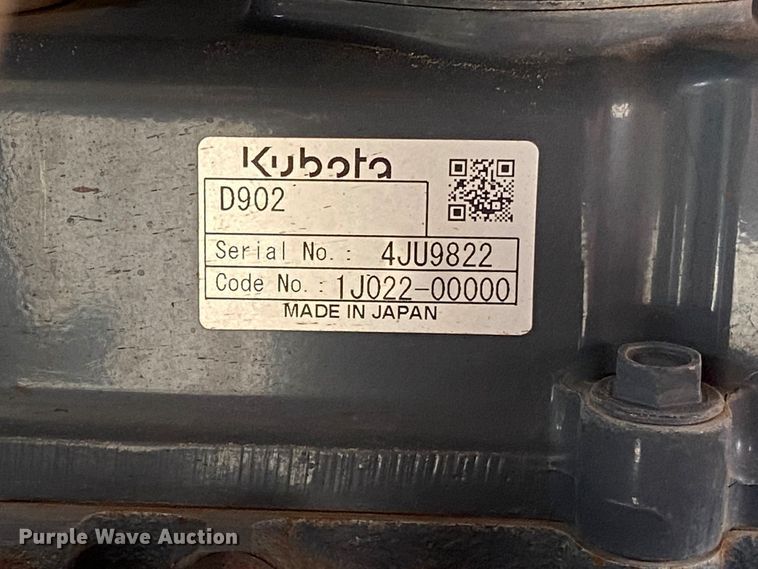 Kubota
D902
Serial No. : 4JU9822
Code No. : 1J022-00000
MADE IN JAPAN
Purple Wave Auction